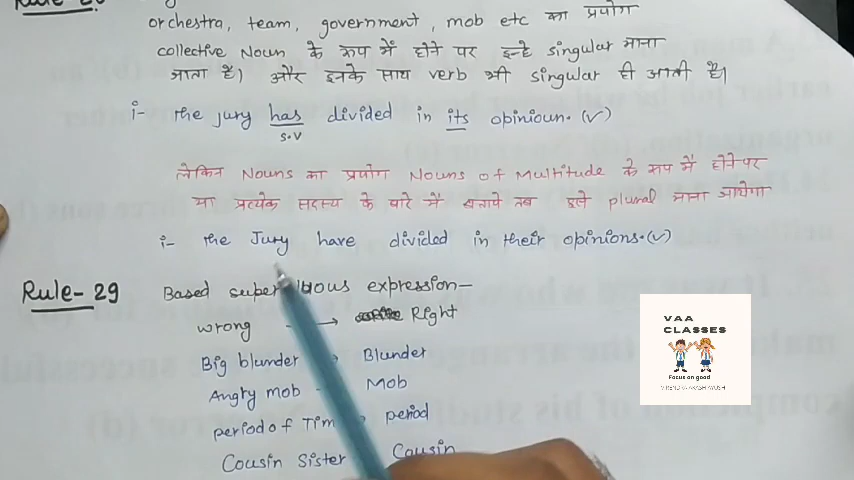 orchestra, team, government, mob etc का प्रयोग
collective Noun के रूप में होने पर इन्हे singular माना
जाता है। और इनके साथ verb भी singular ही आती है।
i- the jury has divided in its opinioun. (✓)
S.V
लेकिन Nouns का प्रयोग Nouns of Multitude के रूप में होने पर
या प्रत्येक सदस्य के बारे में बताये तब इसे plural माना जायेगा
i- the Jury have divided in their opinions. (✓)
Rule- 29 Based super uous expression-
wrong → Right
Big blunder → Blunder
Angry mob - Mob
period of Tim period
Cousin Sister Cousin
VAA
CLASSES
Focus on good